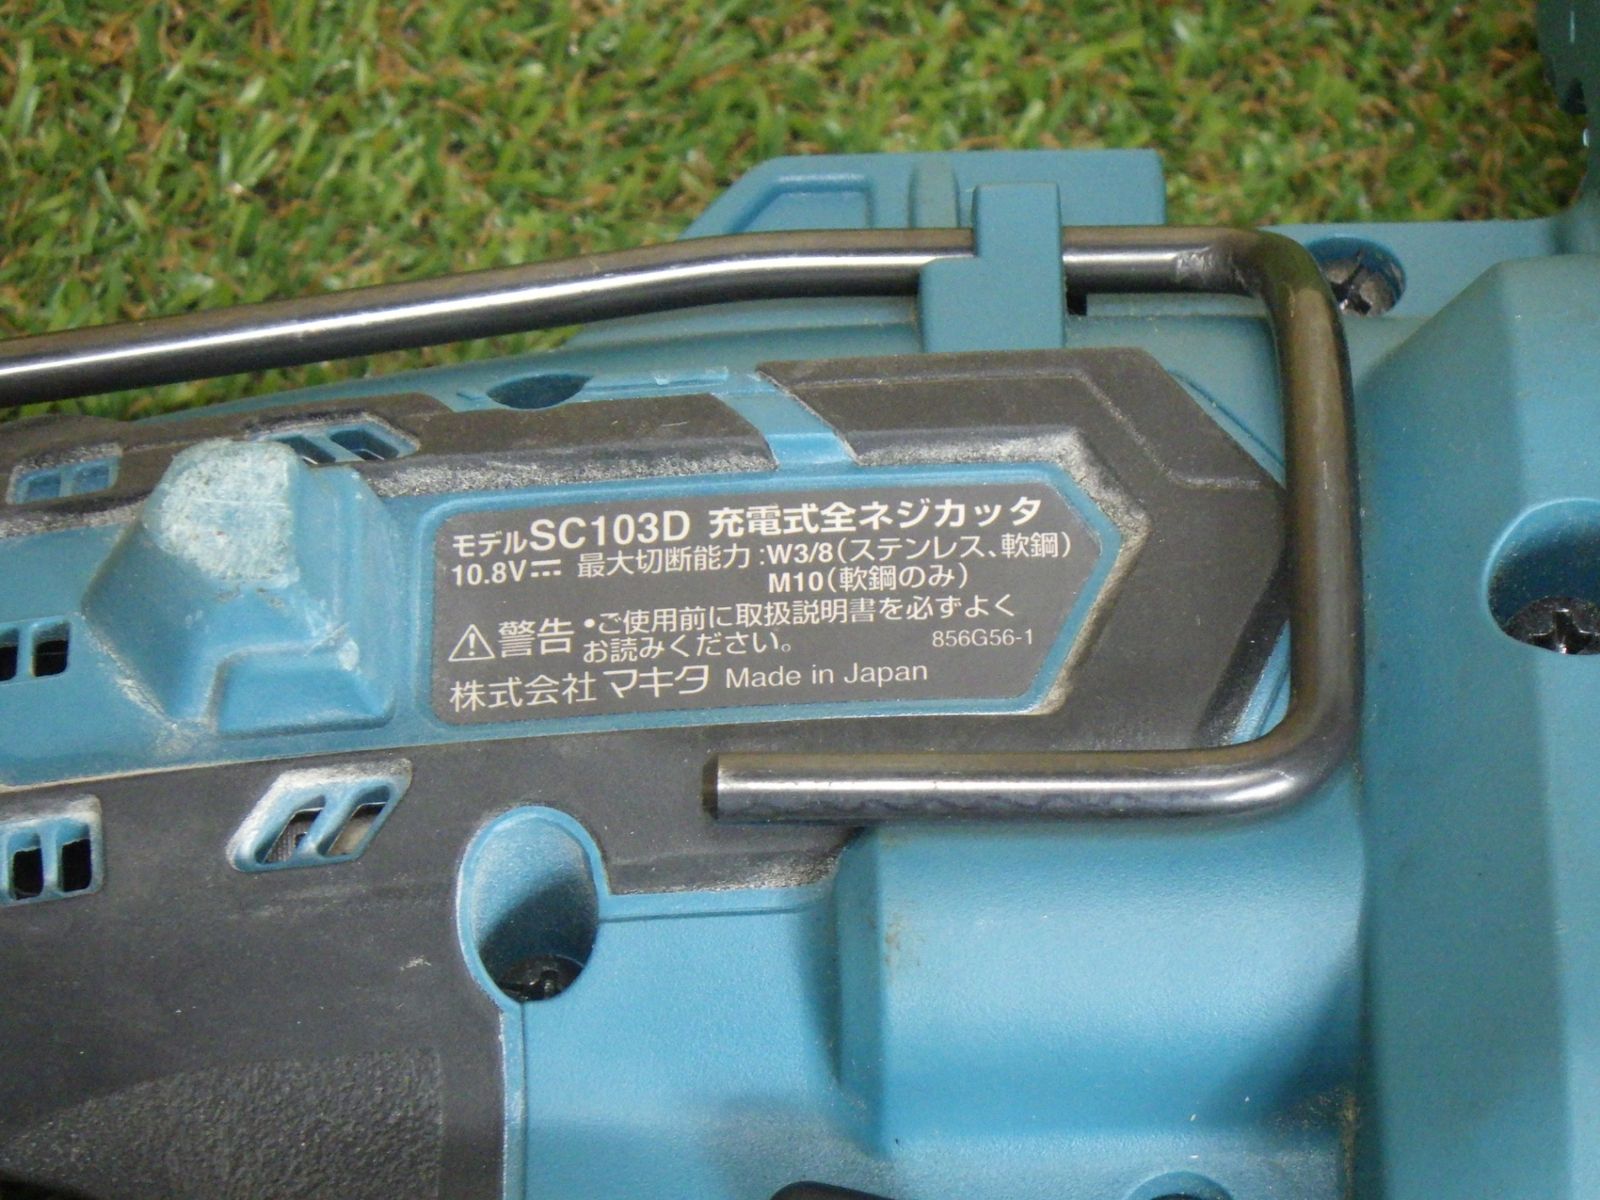 モデルSC103D 充電式全ネジカッタ
10.8V⎓ 最大切断能力:W3/8(ステンレス、軟鋼)
M10(軟鋼のみ)
⚠警告 •ご使用前に取扱説明書を必ずよく
お読みください。 856G56-1
株式会社 マキタ Made in Japan